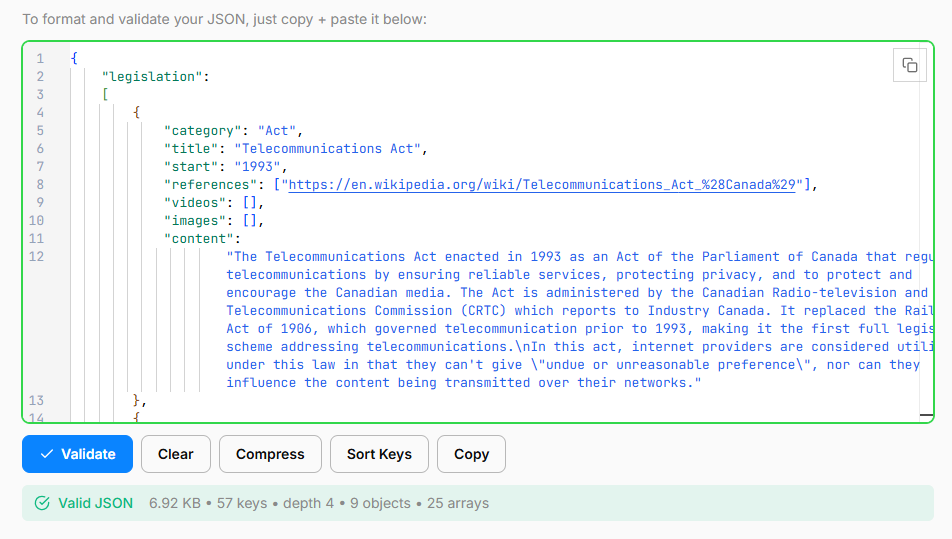 To format and validate your JSON, just copy + paste it below:
1 {
2 "legislation":
3 [
4 {
5 "category": "Act",
6 "title": "Telecommunications Act",
7 "start": "1993",
8 "references": ["https://en.wikipedia.org/wiki/Telecommunications_Act_%28Canada%29"],
9 "videos": [],
10 "images": [],
11 "content":
12 "The Telecommunications Act enacted in 1993 as an Act of the Parliament of Canada that
telecommunications by ensuring reliable services, protecting privacy, and to protect and
encourage the Canadian media. The Act is administered by the Canadian Radio-television and
Telecommunications Commission (CRTC) which reports to Industry Canada. It replaced the
Act of 1906, which governed telecommunication prior to 1993, making it the first full
scheme addressing telecommunications.\nIn this act, internet providers are considered
under this law in that they can't give \"undue or unreasonable preference\", nor can they
influence the content being transmitted over their networks."
13 },
14 {
Validate Clear Compress Sort Keys Copy
Valid JSON 6.92 KB • 57 keys • depth 4 • 9 objects • 25 arrays